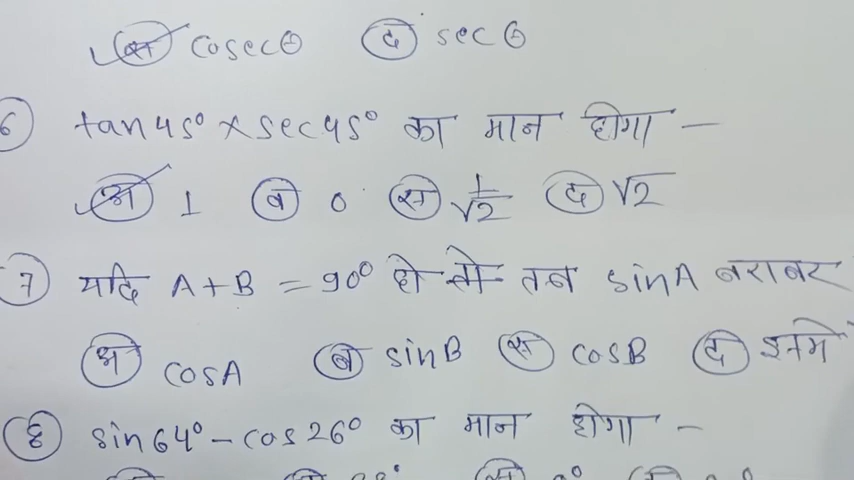 (स) cosecθ (द) secθ
6 tan45° × sec45° का मान होगा —
(अ) 1 (ब) 0 (स) 1/√2 (द) √2
7 यदि A+B = 90° हो तो तब sinA बराबर
(अ) cosA (ब) sinB (स) cosB (द) इनमें
8 sin64° - cos26° का मान होगा —